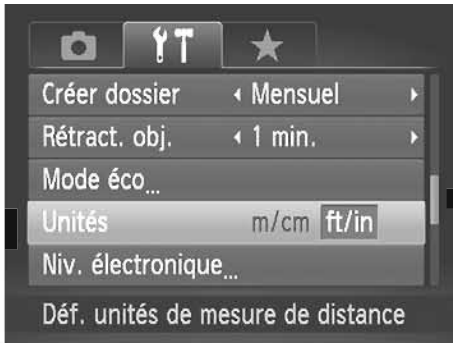 Créer dossier Mensuel
Rétract. obj. 1 min.
Mode éco...
Unités m/cm ft/in
Niv. électronique...
Déf. unités de mesure de distance